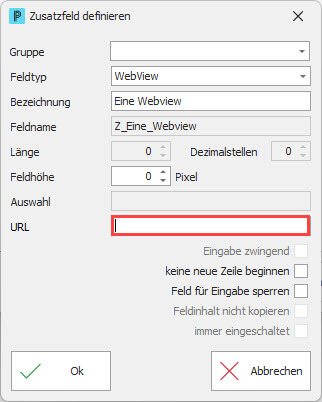 Zusatzfeld definieren
Gruppe
Feldtyp WebView
Bezeichnung Eine Webview
Feldname Z_Eine_Webview
Länge 0 Dezimalstellen 0
Feldhöhe 0 Pixel
Auswahl
URL
Eingabe zwingend
keine neue Zeile beginnen
Feld für Eingabe sperren
Feldinhalt nicht kopieren
immer eingeschaltet
Ok Abbrechen